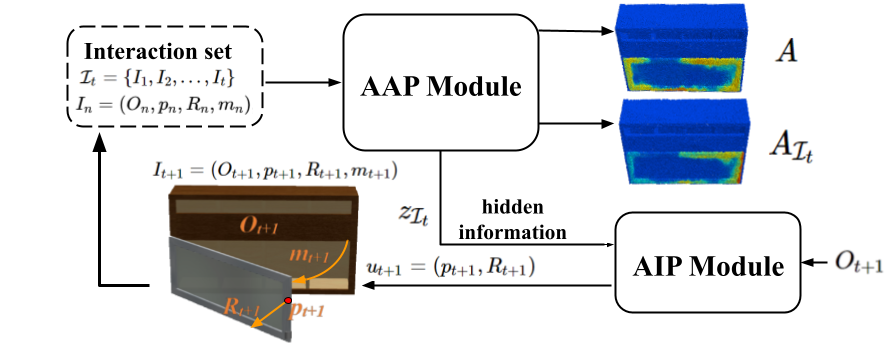 Interaction set
$\mathcal{I}_t = \{I_1, I_2, \ldots, I_t\}$
$I_n = (O_n, p_n, R_n, m_n)$
AAP Module
$A$
$A_{\mathcal{I}_t}$
$I_{t+1} = (O_{t+1}, p_{t+1}, R_{t+1}, m_{t+1})$
$z_{\mathcal{I}_t}$
hidden
information
$O_{t+1}$
$m_{t+1}$
$R_{t+1}$
$p_{t+1}$
$u_{t+1} = (p_{t+1}, R_{t+1})$
AIP Module
$O_{t+1}$